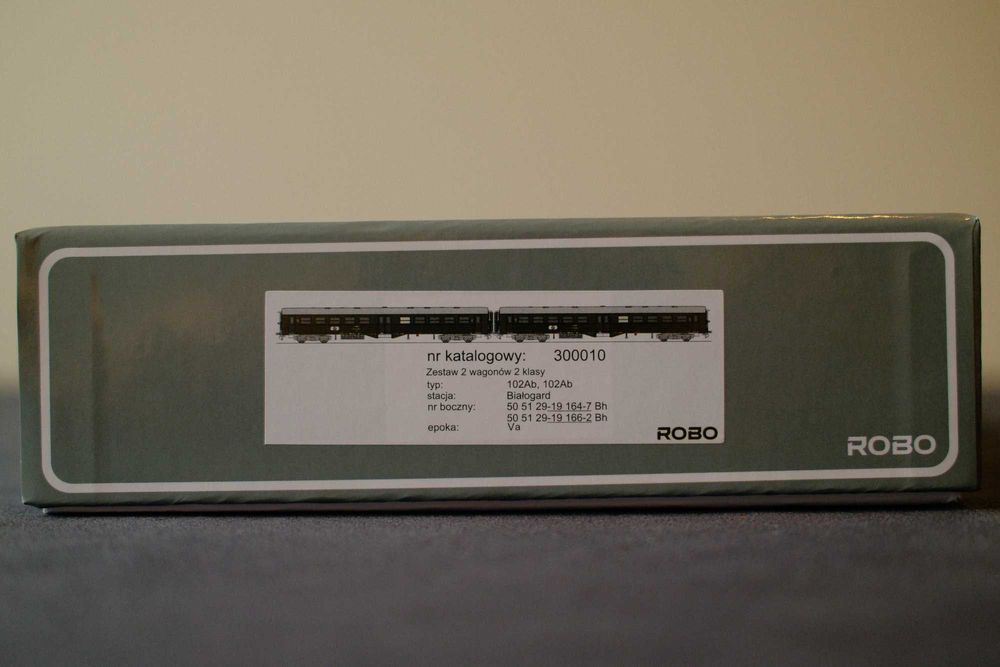 nr katalogowy: 300010
Zestaw 2 wagonów 2 klasy
typ: 102Ab, 102Ab
stacja: Białogard
nr boczny: 50 51 29-19 164-7 Bh
50 51 29-19 166-2 Bh
epoka: Va
ROBO
ROBO